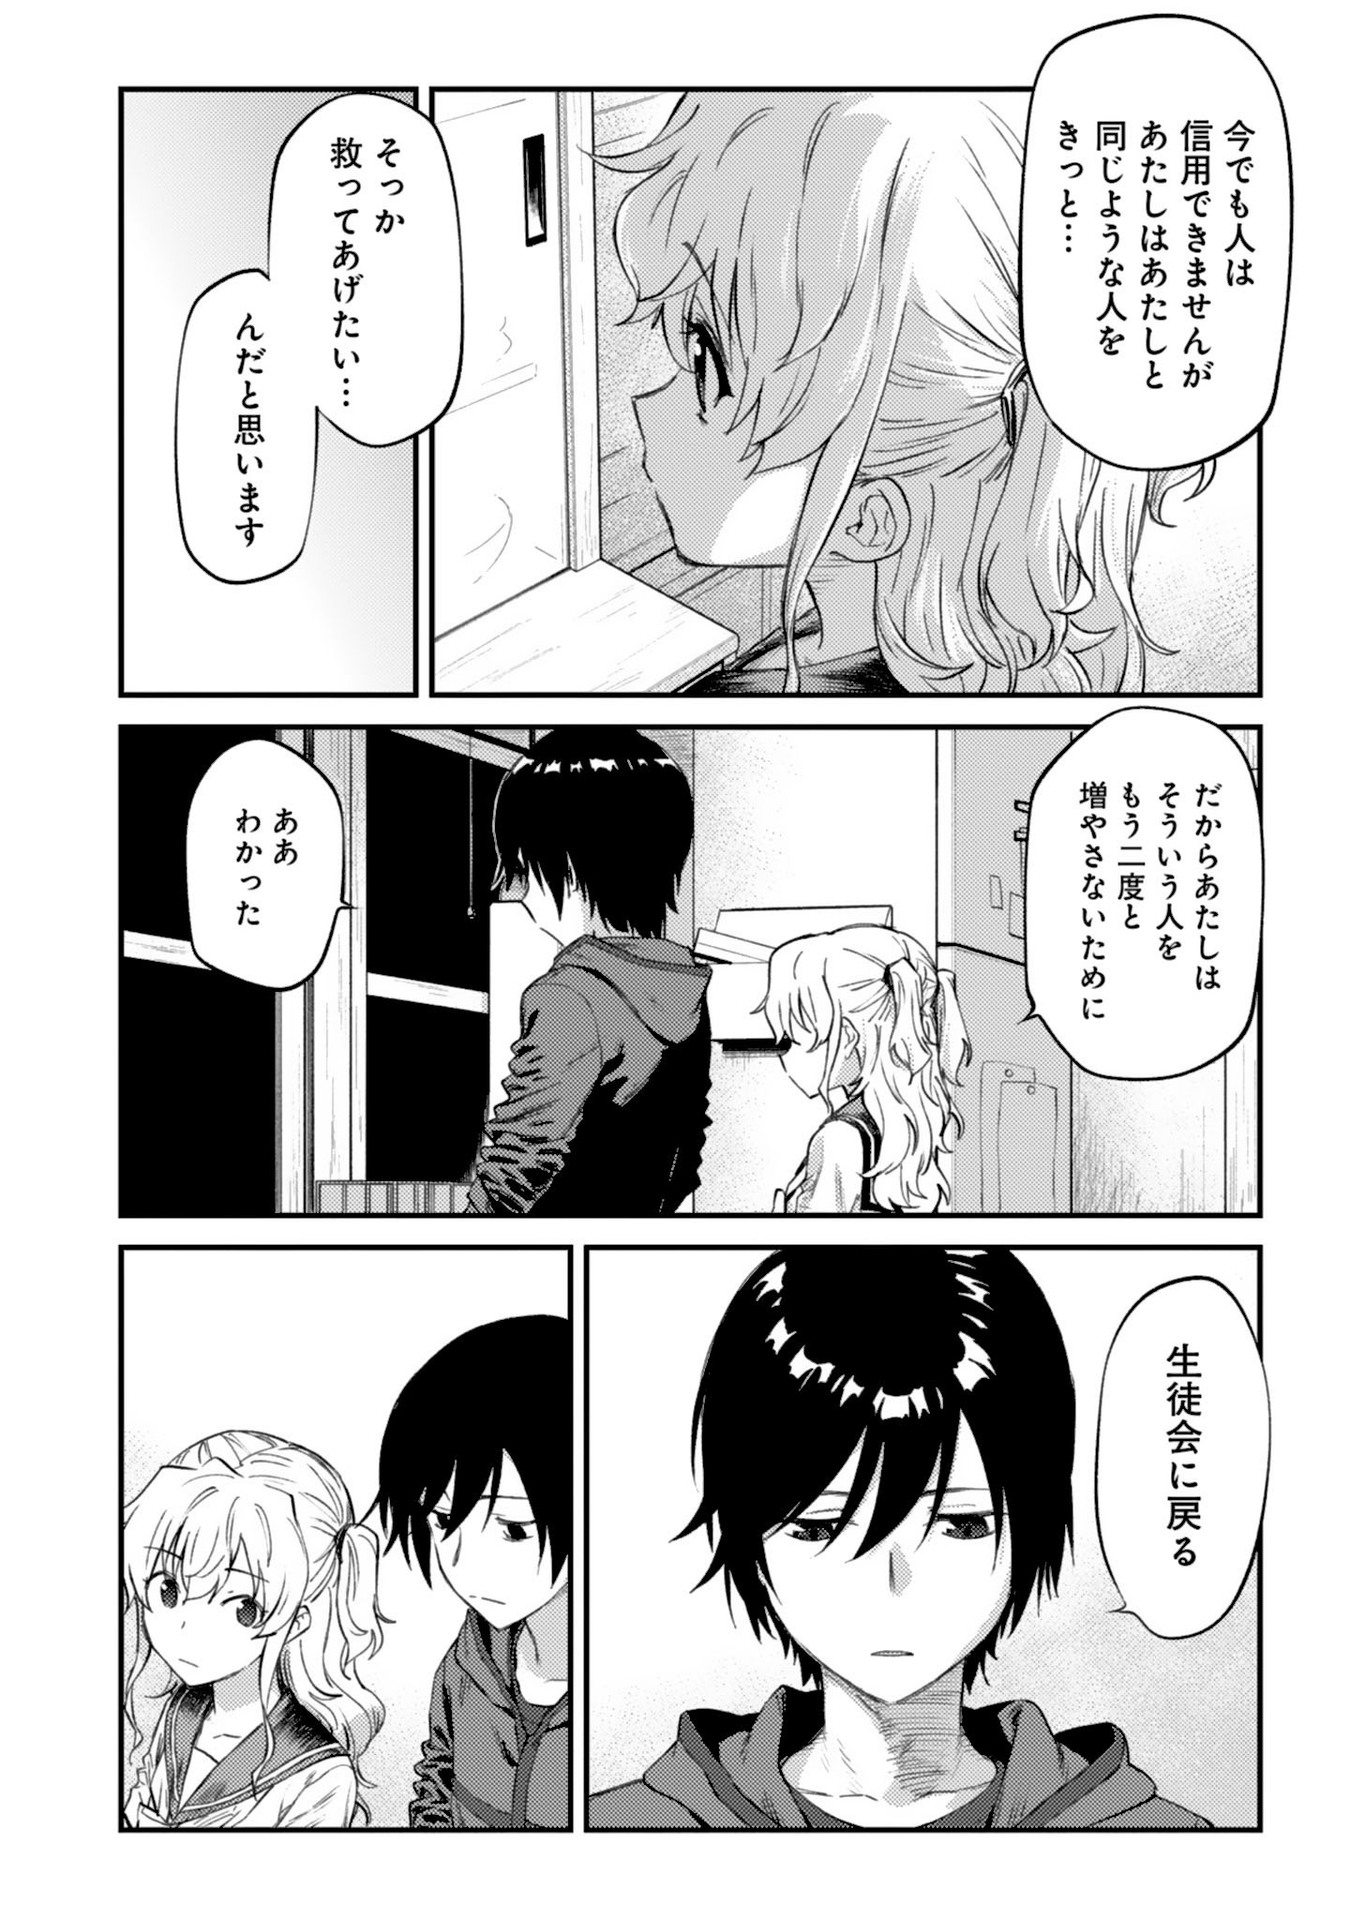 今でも人は
信用できませんが
あたしはあたしと
同じような人を
きっと…
そっか
救ってあげたい…
んだと思います
だからあたしは
そういう人を
もう二度と
増やさないために
ああ
わかった
生徒会に戻る